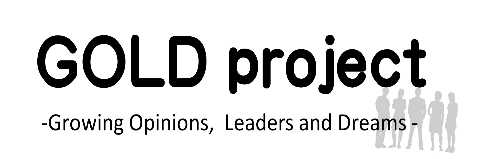 GOLD project
-Growing Opinions, Leaders and Dreams -